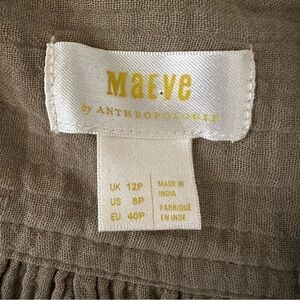 MAEVE
by ANTHROPOLOGIE
UK 12P
US 8P
EU 40P
MADE IN
INDIA
FABRIQUÉ
EN INDE